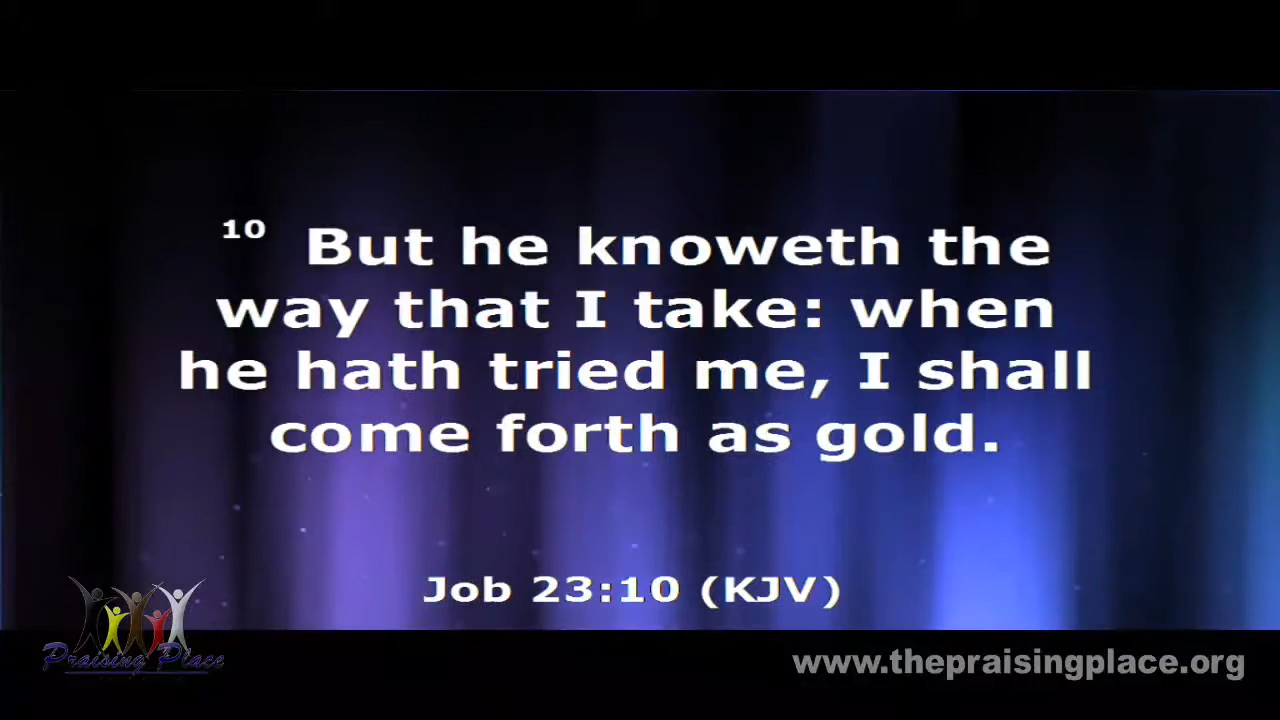 10 But he knoweth the
way that I take: when
he hath tried me, I shall
come forth as gold.
Job 23:10 (KJV)
Praising Place
www.thepraisingplace.org